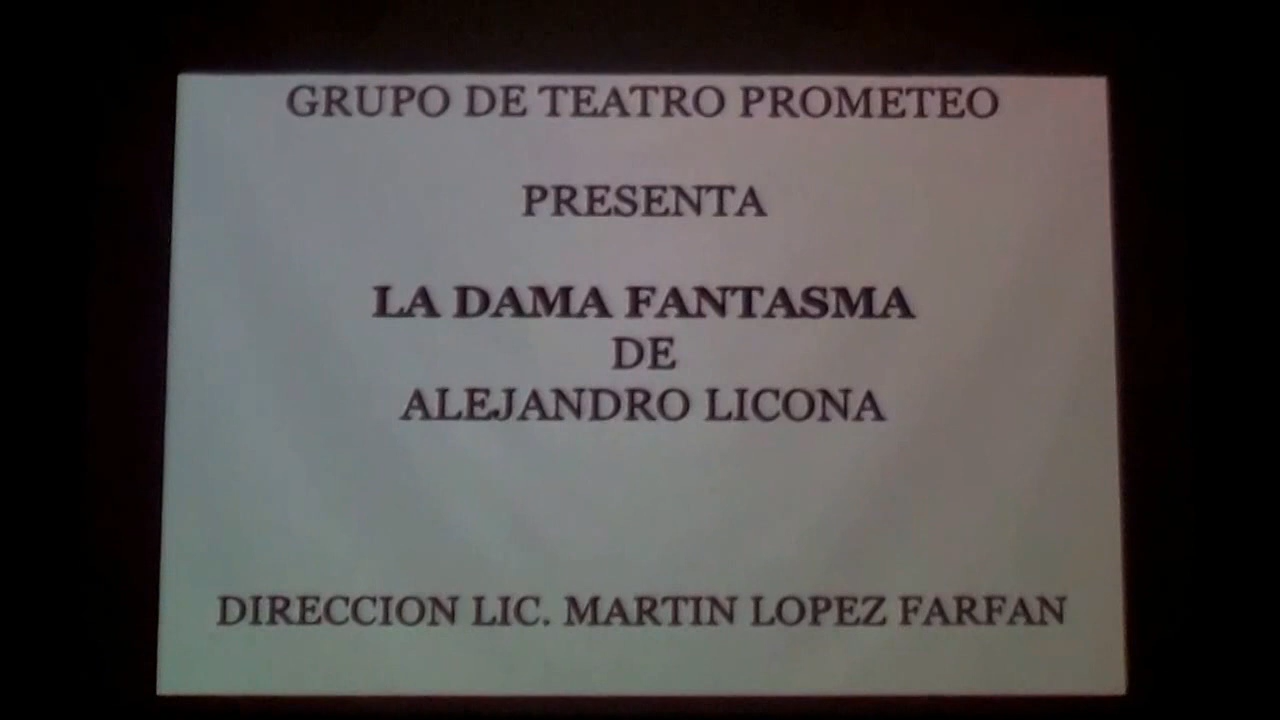 GRUPO DE TEATRO PROMETEO
PRESENTA
LA DAMA FANTASMA
DE
ALEJANDRO LICONA
DIRECCION LIC. MARTIN LOPEZ FARFAN